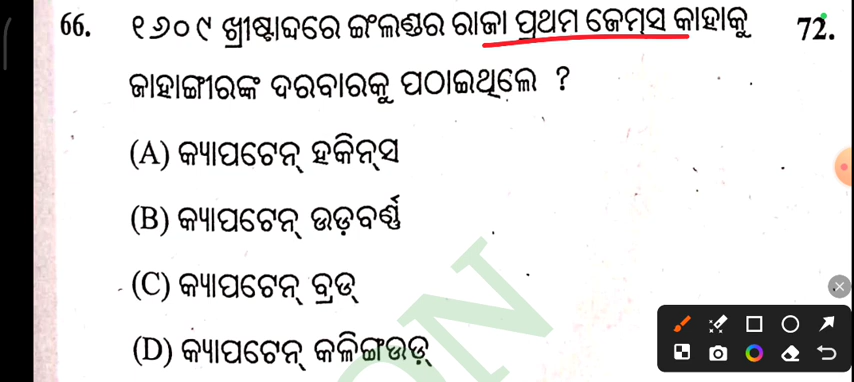 66. ୧୬୦୯ ଖ୍ରୀଷ୍ଟାବ୍ଦରେ ଇଂଲଣ୍ଡର ରାଜା ପ୍ରଥମ ଜେମ୍‌ସ କାହାକୁ
ଜାହାଙ୍ଗୀରଙ୍କ ଦରବାରକୁ ପଠାଇଥିଲେ ?
(A) କ୍ୟାପଟେନ୍ ହକିନ୍‌ସ
(B) କ୍ୟାପଟେନ୍ ଉଡ଼ବର୍ଣ୍ଣ
(C) କ୍ୟାପଟେନ୍ ବ୍ରଡ୍
(D) କ୍ୟାପଟେନ୍ କଲିଙ୍ଗଉଡ଼୍
72.